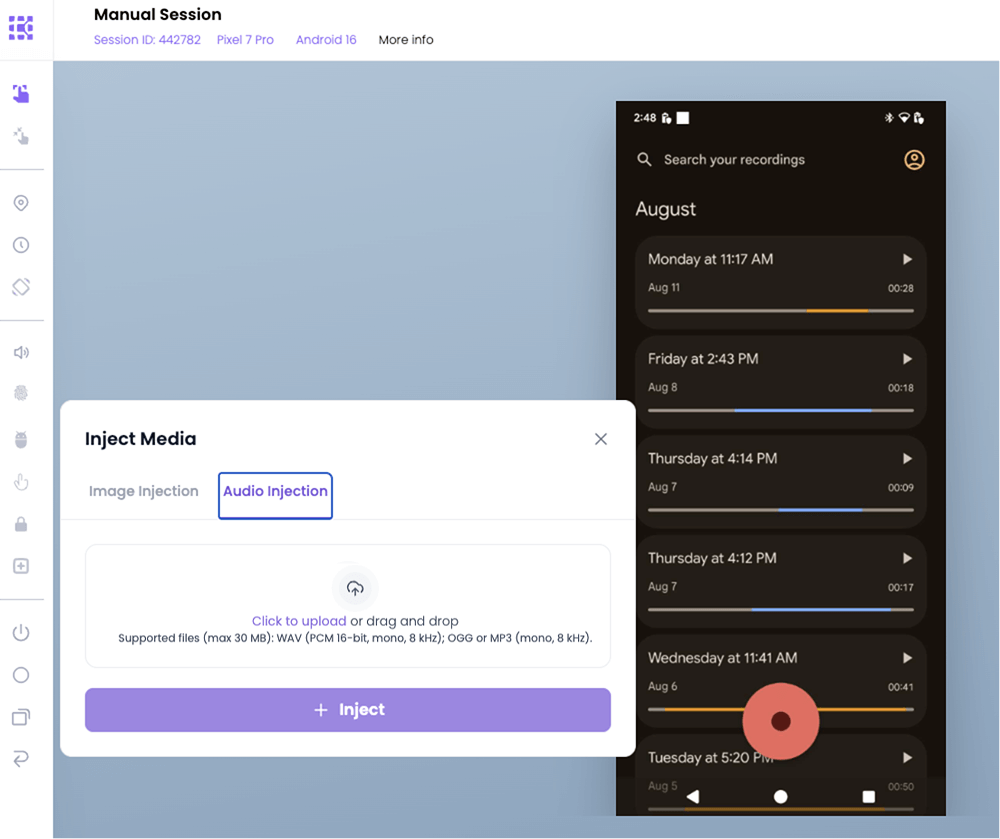 Manual Session
Session ID: 442782 Pixel 7 Pro Android 16 More info
2:48
Search your recordings
August
Monday at 11:17 AM
Aug 11 00:28
Friday at 2:43 PM
Aug 8 00:18
Thursday at 4:14 PM
Aug 7 00:09
Thursday at 4:12 PM
Aug 7 00:17
Wednesday at 11:41 AM
Aug 6 00:41
Tuesday at 5:20 PM
Aug 5 00:50
Inject Media
Image Injection Audio Injection
Click to upload or drag and drop
Supported files (max 30 MB): WAV (PCM 16-bit, mono, 8 kHz); OGG or MP3 (mono, 8 kHz).
+ Inject